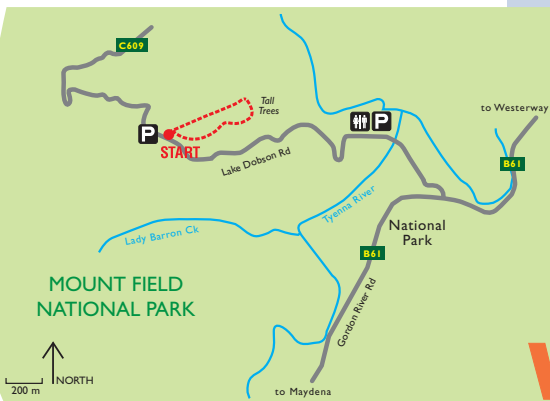 C609
Tall
Trees
to Westerway
P
P
START
Lake Dobson Rd
B61
Tyenna River
Lady Barron Ck
National
Park
B61
MOUNT FIELD
NATIONAL PARK
Gordon River Rd
NORTH
200 m
to Maydena